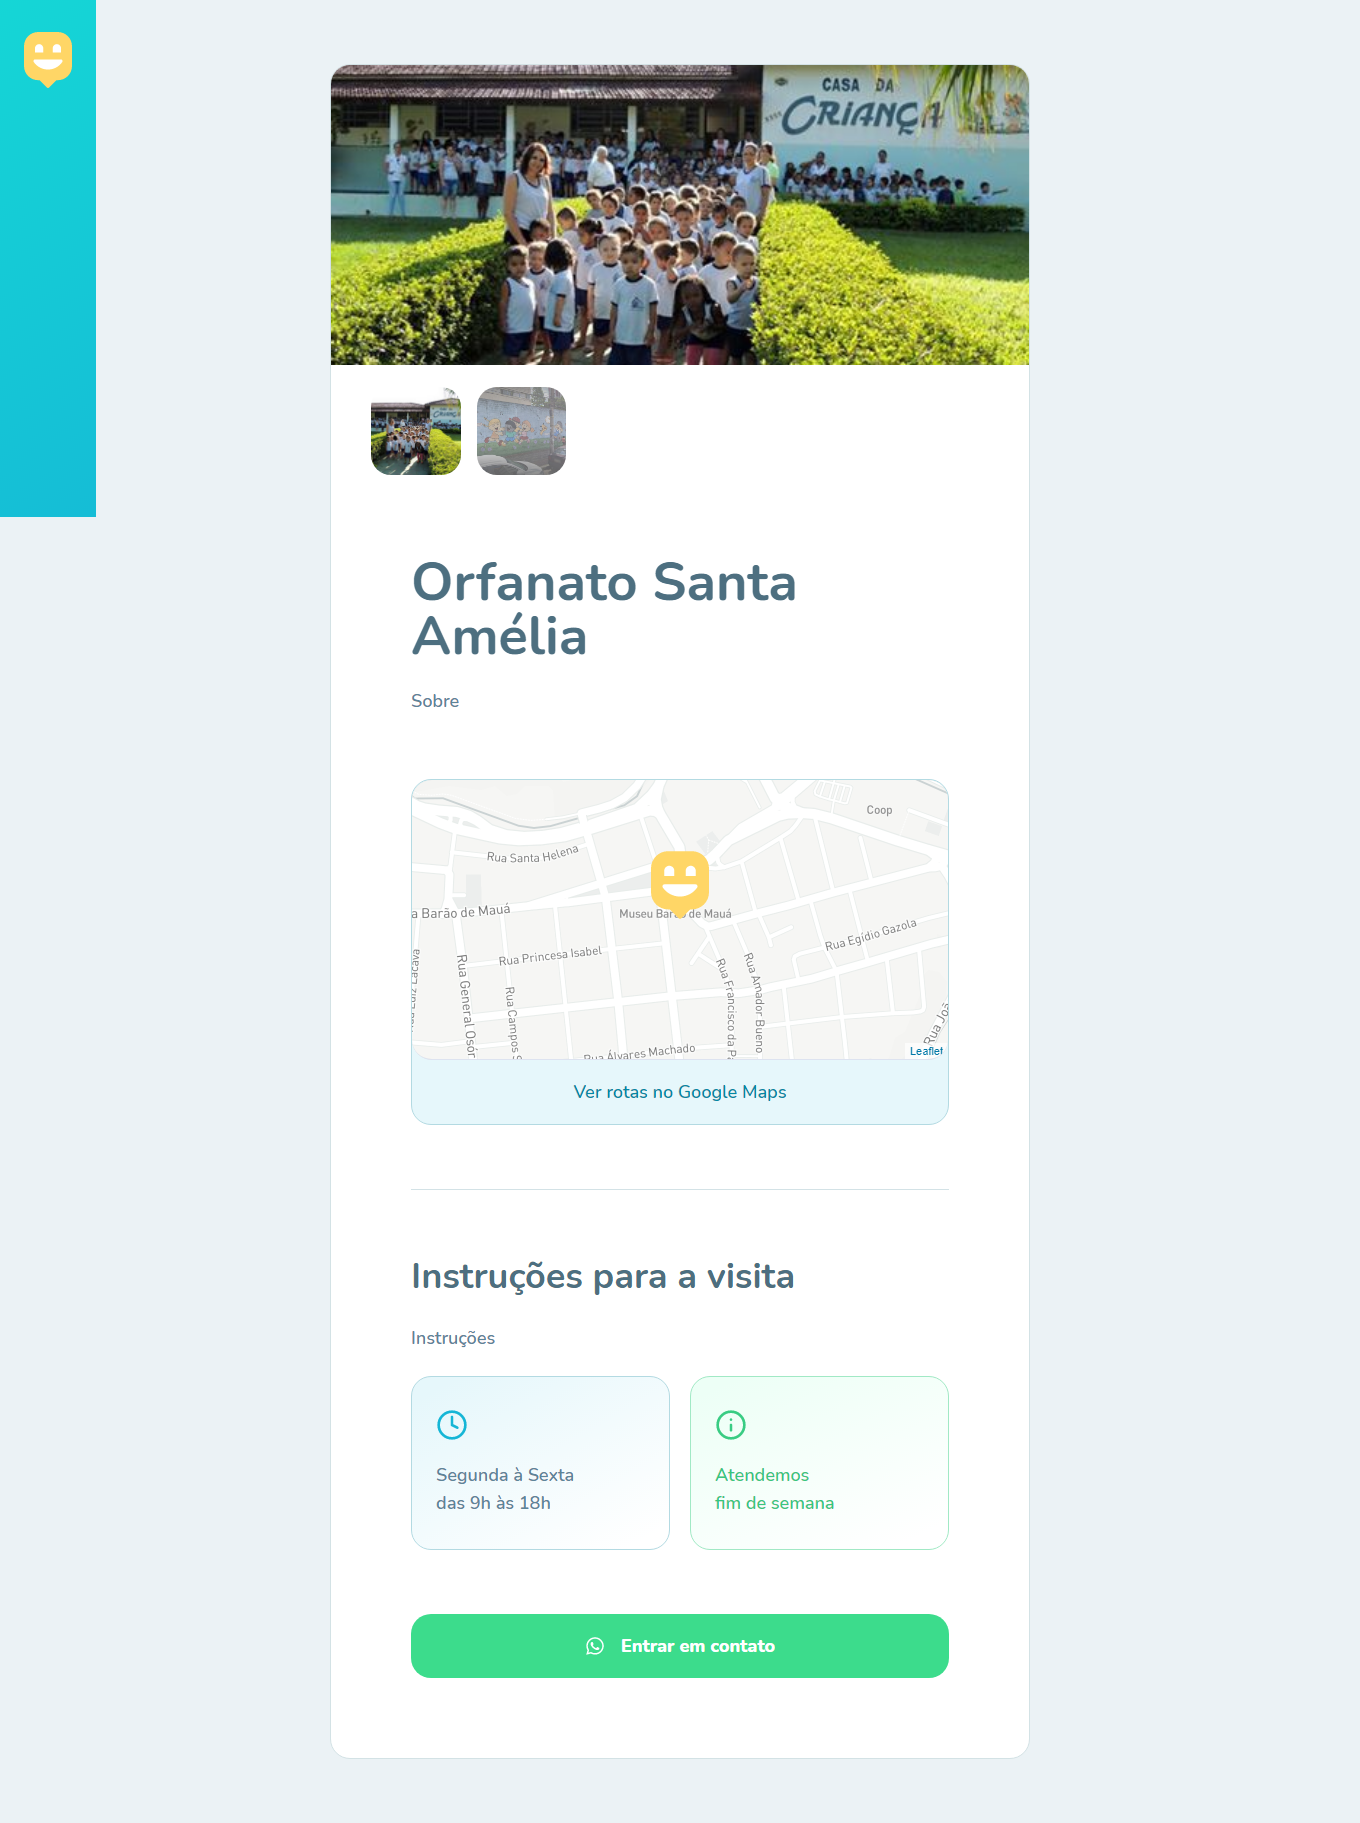 CASA DA
CRIANÇA
Orfanato Santa
Amélia
Sobre
Coop
Rua Santa Helena
a Barão de Mauá
Museu Barão de Mauá
Rua Egídio Gazola
Rua Princesa Isabel
Rua General Osór
Rua Campos S
Rua Francisco da Pa
Rua Amador Bueno
Rua Joã
Rua Álvares Machado
Leaflet
Ver rotas no Google Maps
Instruções para a visita
Instruções
Segunda à Sexta
das 9h às 18h
Atendemos
fim de semana
Entrar em contato